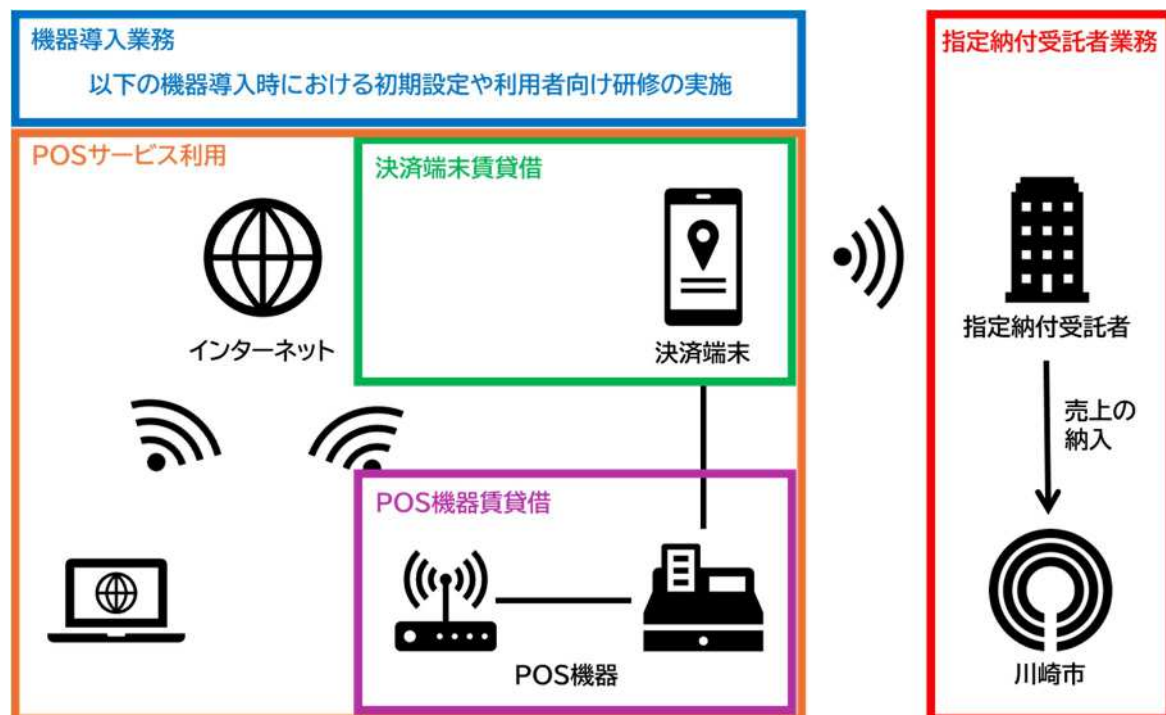 機器導入業務
以下の機器導入時における初期設定や利用者向け研修の実施
指定納付受託者業務
POSサービス利用
決済端末賃貸借
インターネット
決済端末
指定納付受託者
売上の
納入
POS機器賃貸借
POS機器
川崎市